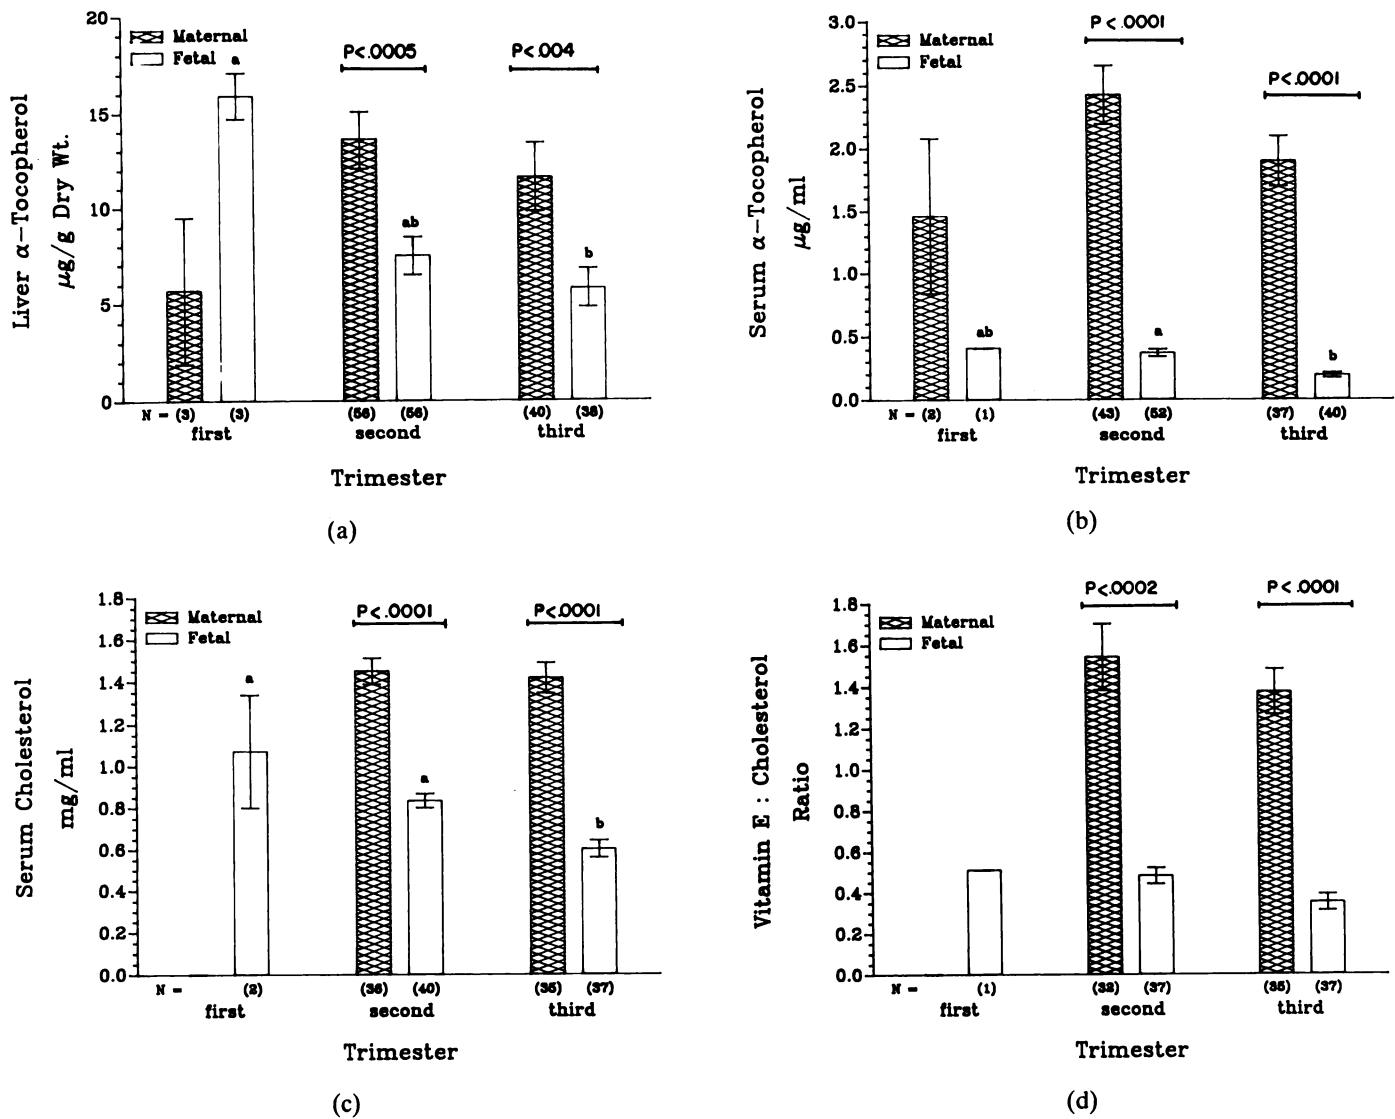 20
15
10
5
0
Liver α-Tocopherol
μg/g Dry Wt.
Maternal
Fetal
P<.0005
P<.004
a
ab
b
N = (3) (3) (56) (56) (40) (38)
first second third
Trimester
(a)
3.0
2.5
2.0
1.5
1.0
0.5
0.0
Serum α-Tocopherol
μg/ml
Maternal
Fetal
P<.0001
P<.0001
ab
a
b
N = (2) (1) (43) (52) (37) (40)
first second third
Trimester
(b)
1.8
1.6
1.4
1.2
1.0
0.8
0.6
0.4
0.2
0.0
Serum Cholesterol
mg/ml
Maternal
Fetal
P<.0001
P<.0001
a
a
b
N = (2) (36) (40) (35) (37)
first second third
Trimester
(c)
1.8
1.6
1.4
1.2
1.0
0.8
0.6
0.4
0.2
0.0
Vitamin E : Cholesterol
Ratio
Maternal
Fetal
P<.0002
P<.0001
N = (1) (32) (37) (35) (37)
first second third
Trimester
(d)